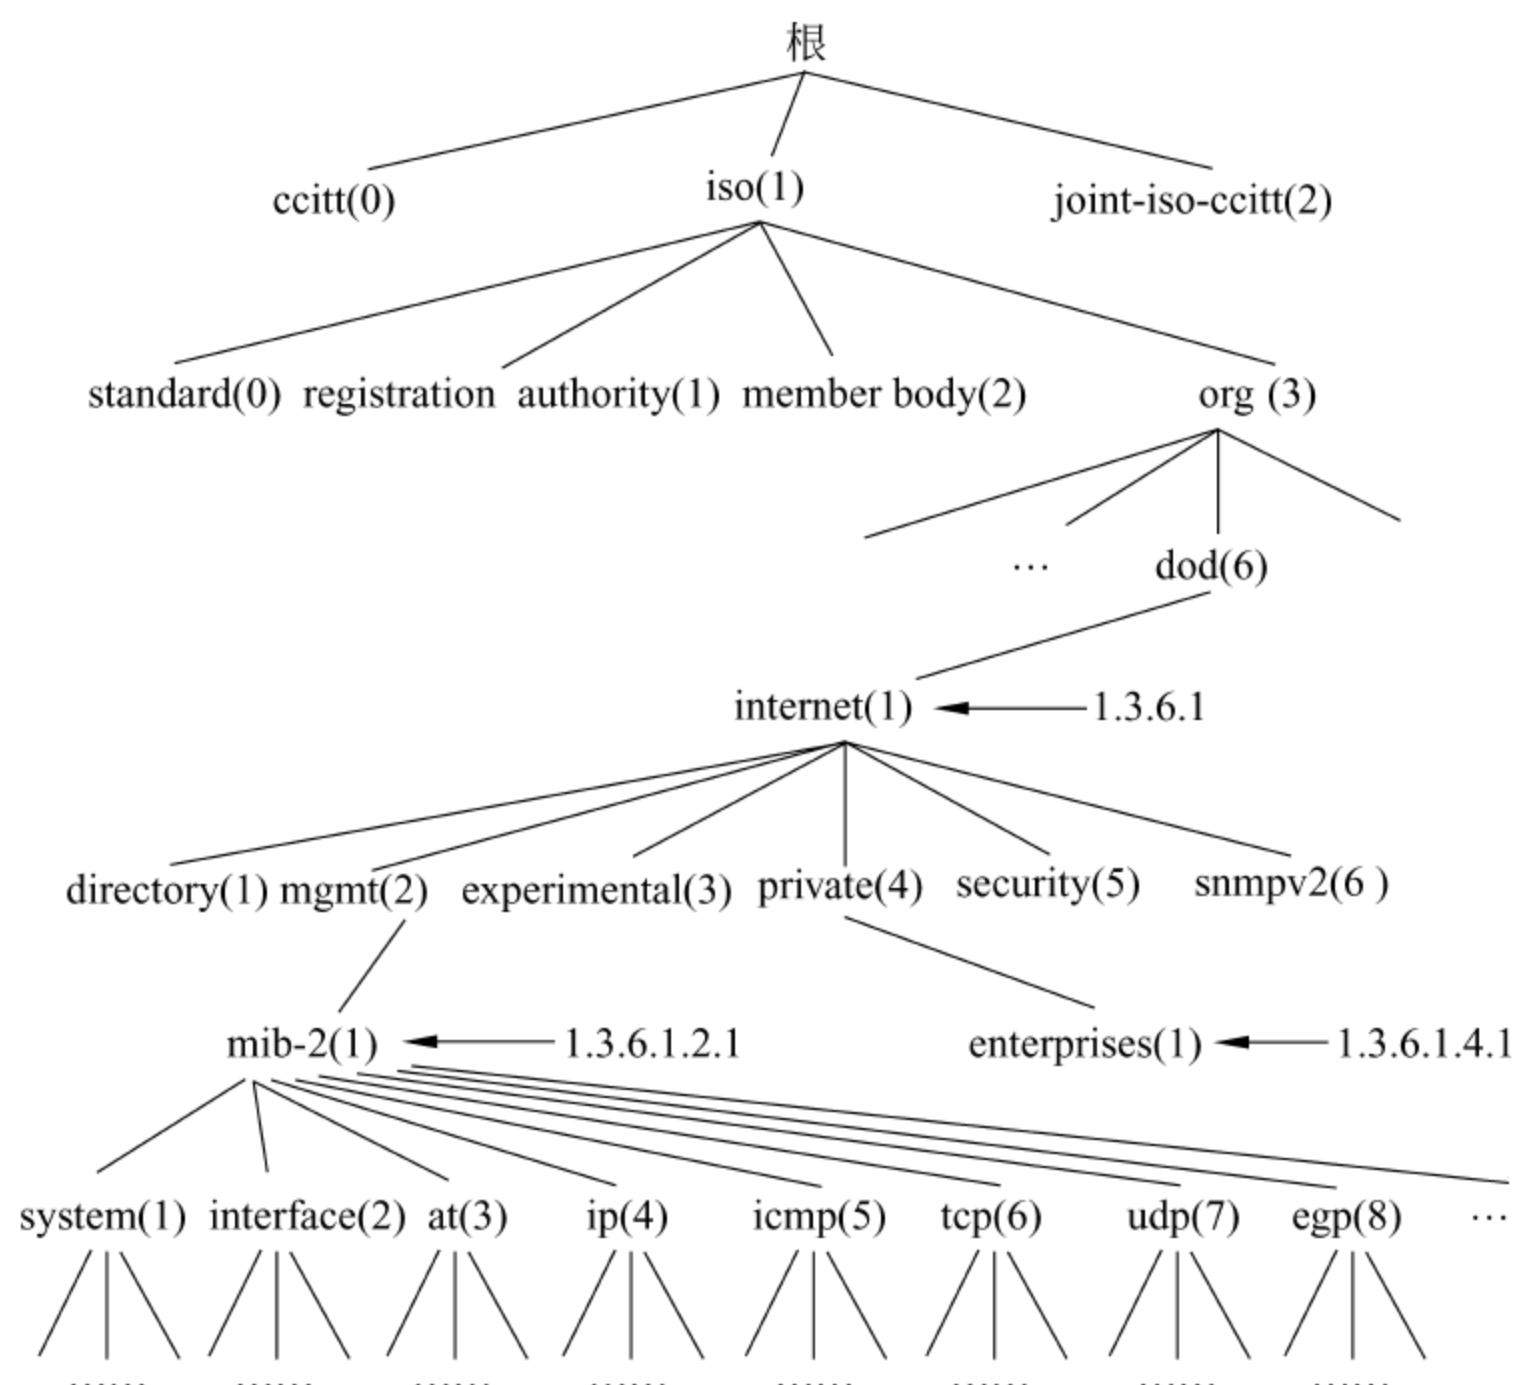 根
ccitt(0) iso(1) joint-iso-ccitt(2)
standard(0) registration authority(1) member body(2) org (3)
… dod(6)
internet(1) 1.3.6.1
directory(1) mgmt(2) experimental(3) private(4) security(5) snmpv2(6 )
mib-2(1) 1.3.6.1.2.1 enterprises(1) 1.3.6.1.4.1
system(1) interface(2) at(3) ip(4) icmp(5) tcp(6) udp(7) egp(8) …
…… …… …… …… …… …… …… ……